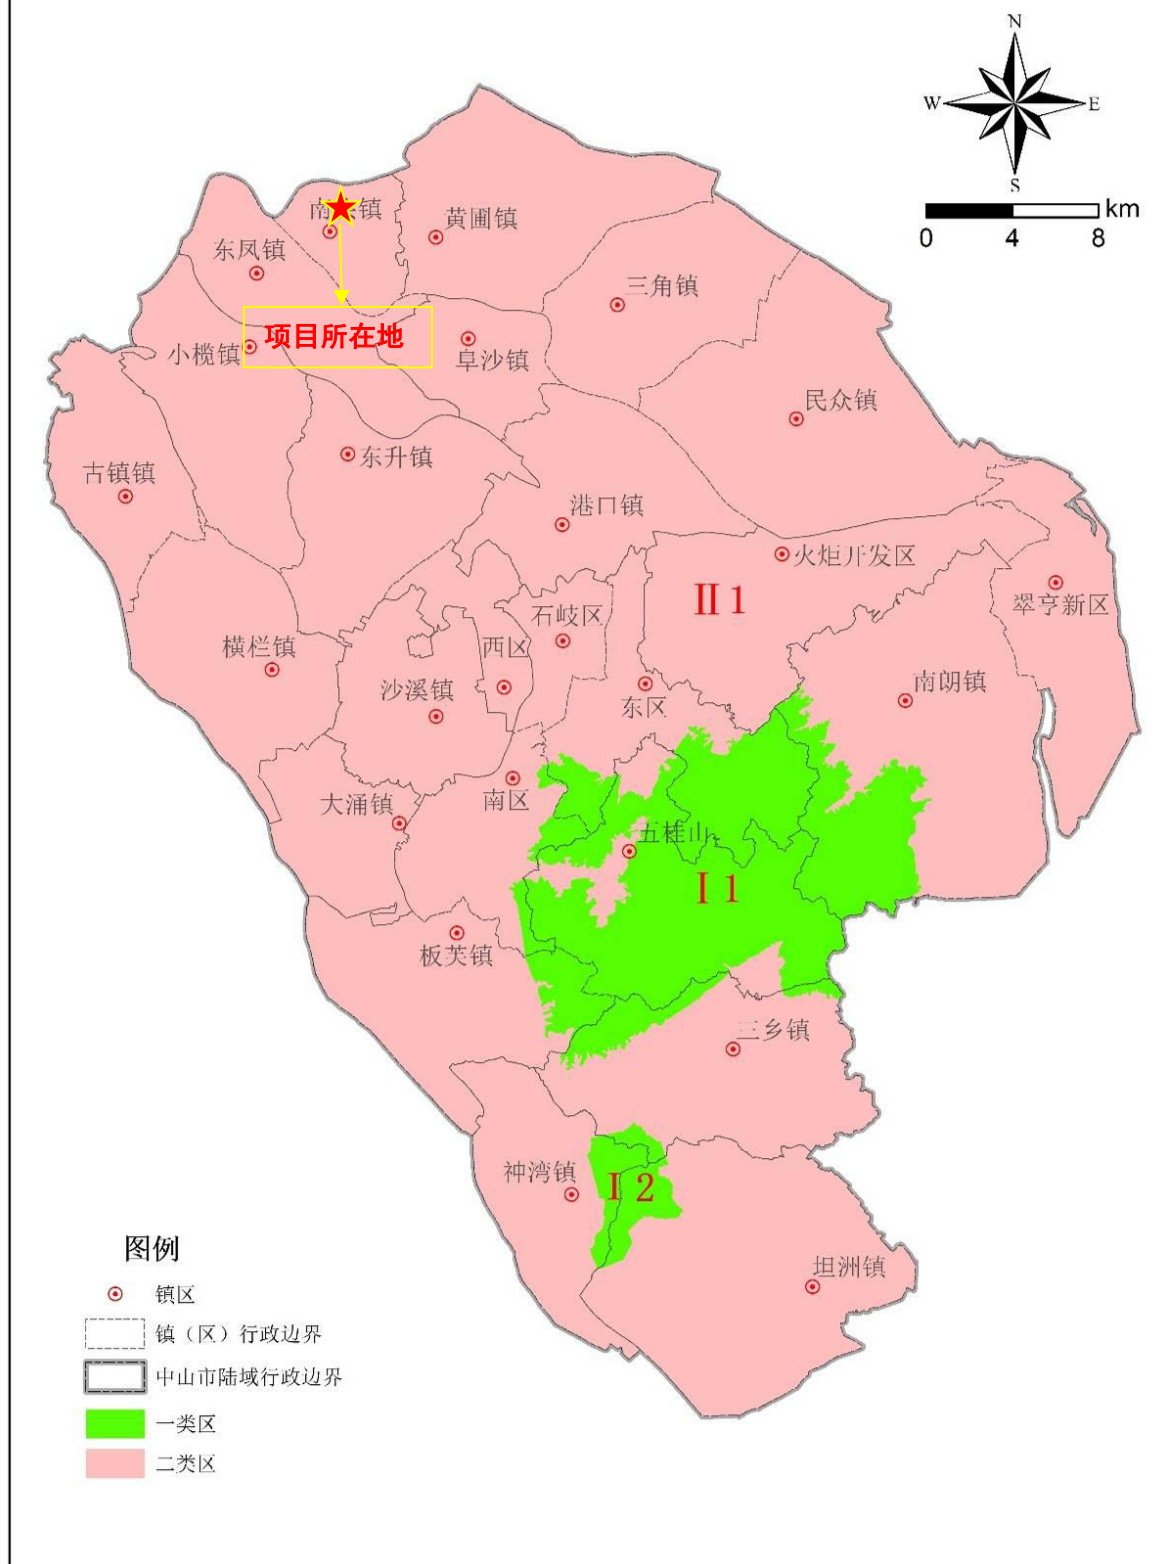 N
W
E
S
km
0
4
8
南
镇
黄圃镇
东凤镇
三角镇
项目所在地
小榄镇
阜沙镇
民众镇
东升镇
古镇镇
港口镇
火炬开发区
II 1
翠亨新区
石岐区
横栏镇
西区
沙溪镇
南朗镇
东区
大涌镇
南区
五桂山
I 1
板芙镇
三乡镇
神湾镇
I 2
坦洲镇
图例
镇区
镇（区）行政边界
中山市陆域行政边界
一类区
二类区